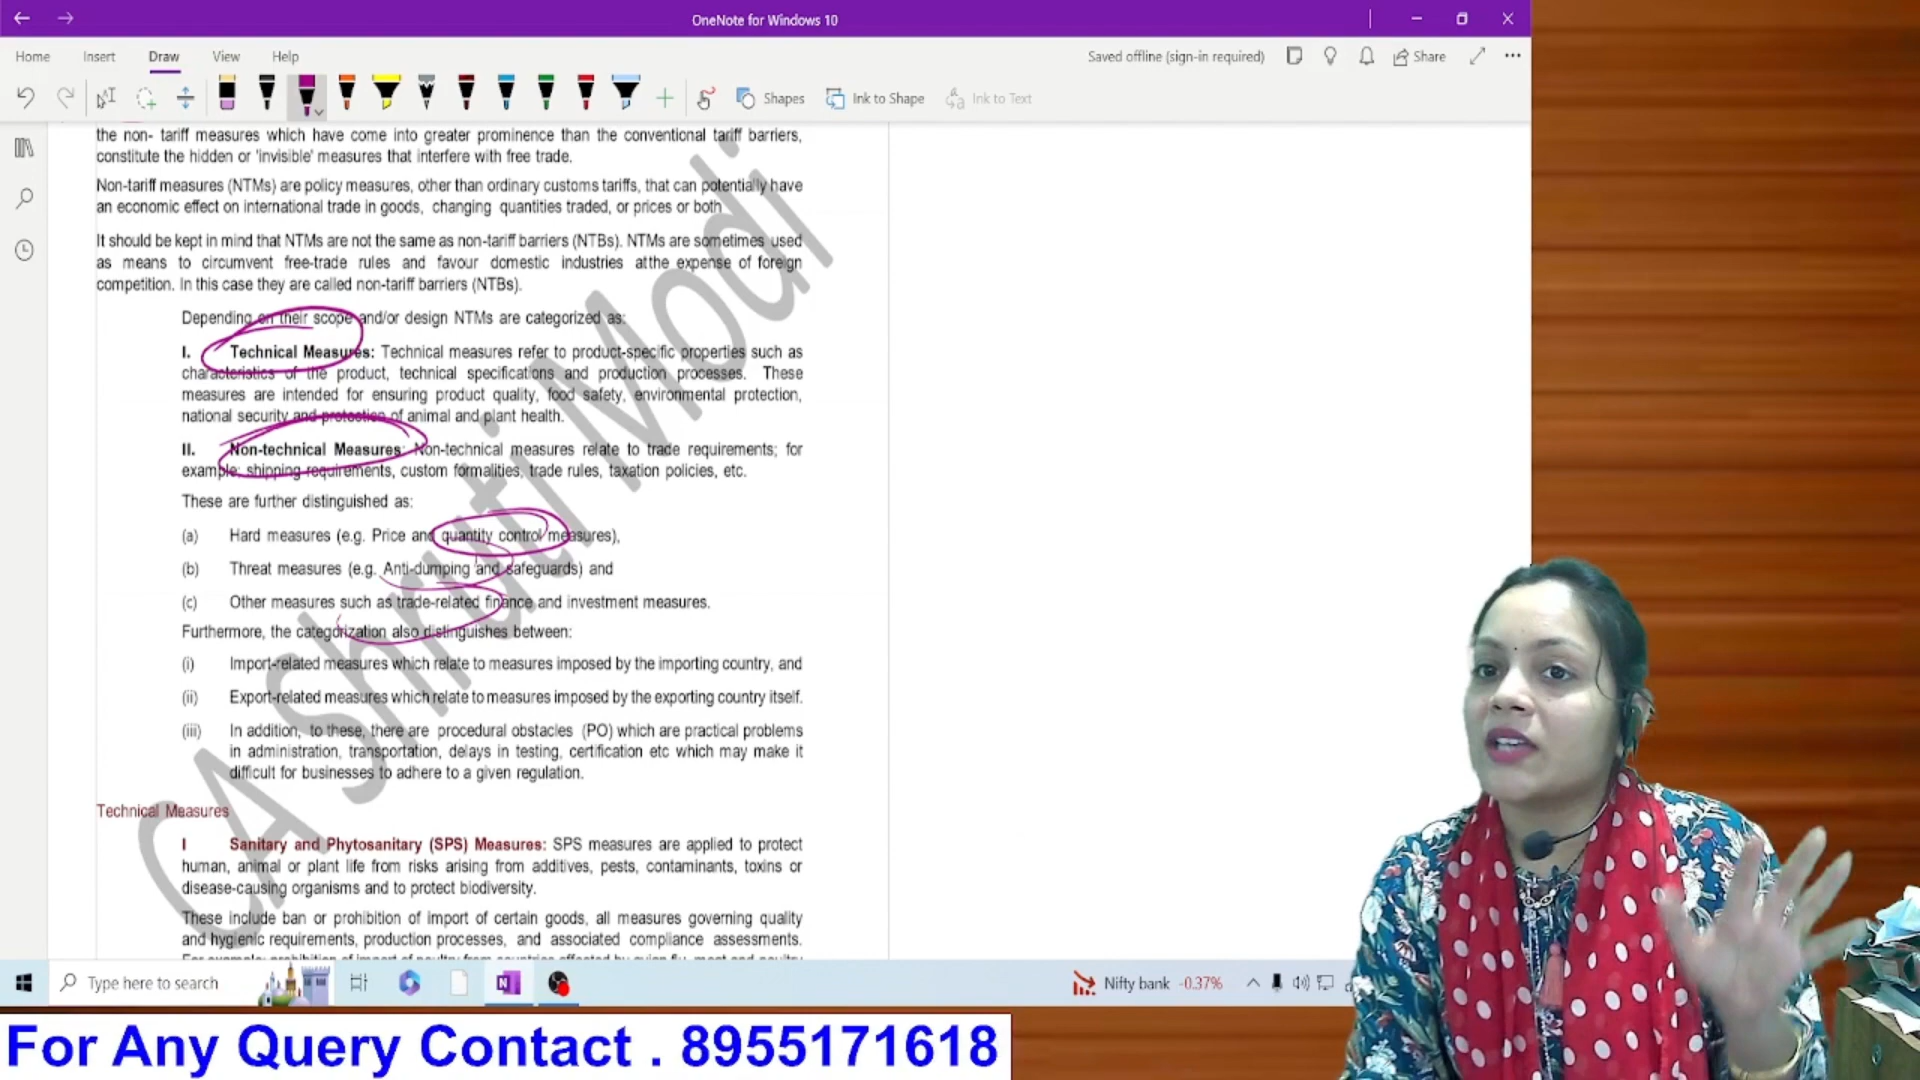 OneNote for Windows 10
Home Insert Draw View Help Saved offline (sign-in required) Share
Shapes Ink to Shape Ink to Text
the non- tariff measures which have come into greater prominence than the conventional tariff barriers,
constitute the hidden or 'invisible' measures that interfere with free trade.
Non-tariff measures (NTMs) are policy measures, other than ordinary customs tariffs, that can potentially have
an economic effect on international trade in goods, changing quantities traded, or prices or both
It should be kept in mind that NTMs are not the same as non-tariff barriers (NTBs). NTMs are sometimes used
as means to circumvent free-trade rules and favour domestic industries atthe expense of foreign
competition. In this case they are called non-tariff barriers (NTBs).
Depending on their scope and/or design NTMs are categorized as:
I. Technical Measures: Technical measures refer to product-specific properties such as
characteristics of the product, technical specifications and production processes. These
measures are intended for ensuring product quality, food safety, environmental protection,
national security and protection of animal and plant health.
II. Non-technical Measures: Non-technical measures relate to trade requirements; for
example; shipping requirements, custom formalities, trade rules, taxation policies, etc.
These are further distinguished as:
(a) Hard measures (e.g. Price and quantity control measures),
(b) Threat measures (e.g. Anti-dumping and safeguards) and
(c) Other measures such as trade-related finance and investment measures.
Furthermore, the categorization also distinguishes between:
(i) Import-related measures which relate to measures imposed by the importing country, and
(ii) Export-related measures which relate to measures imposed by the exporting country itself.
(iii) In addition, to these, there are procedural obstacles (PO) which are practical problems
in administration, transportation, delays in testing, certification etc which may make it
difficult for businesses to adhere to a given regulation.
Technical Measures
I Sanitary and Phytosanitary (SPS) Measures: SPS measures are applied to protect
human, animal or plant life from risks arising from additives, pests, contaminants, toxins or
disease-causing organisms and to protect biodiversity.
These include ban or prohibition of import of certain goods, all measures governing quality
and hygienic requirements, production processes, and associated compliance assessments.
CA Shruti Modi
Type here to search Nifty bank -0.37%
For Any Query Contact . 8955171618